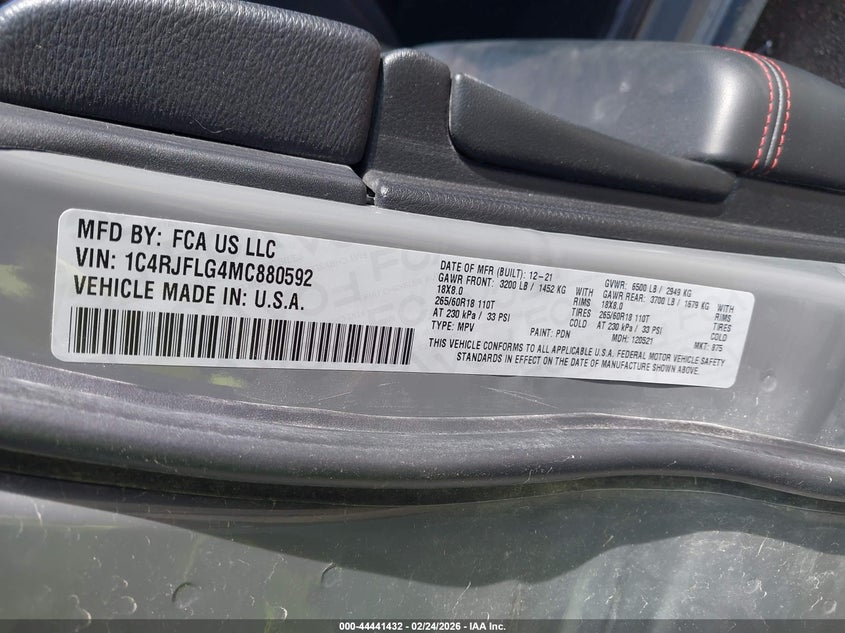 MFD BY: FCA US LLC
VIN: 1C4RJFLG4MC880592
VEHICLE MADE IN: U.S.A.
DATE OF MFR (BUILT): 12-21 GVWR: 6500 LB / 2949 KG
GAWR FRONT: 3200 LB / 1452 KG WITH GAWR REAR: 3700 LB / 1679 KG WITH
18X8.0 RIMS 18X8.0 RIMS
265/60R18 110T TIRES 265/60R18 110T TIRES
AT 230 kPa / 33 PSI COLD AT 230 kPa / 33 PSI COLD
TYPE: MPV PAINT: PDN MDH: 120521 MKT: 875
THIS VEHICLE CONFORMS TO ALL APPLICABLE U.S.A. FEDERAL MOTOR VEHICLE SAFETY
STANDARDS IN EFFECT ON THE DATE OF MANUFACTURE SHOWN ABOVE.
000-44441432 - 02/24/2026 - IAA Inc.